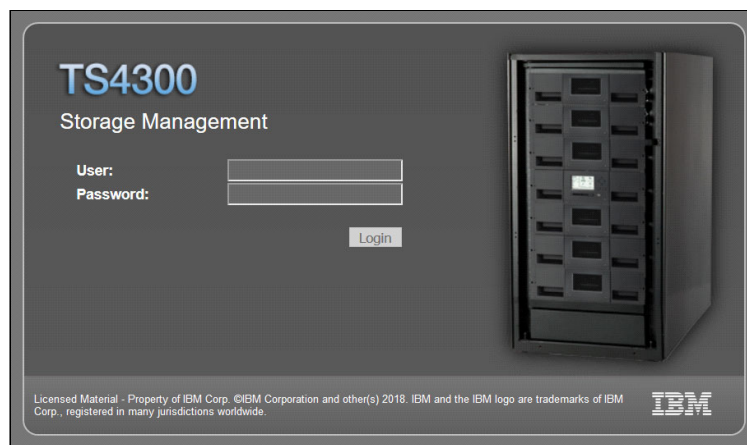 TS4300
Storage Management
User:
Password:
Login
Licensed Material - Property of IBM Corp. ©IBM Corporation and other(s) 2018. IBM and the IBM logo are trademarks of IBM
Corp., registered in many jurisdictions worldwide.
IBM